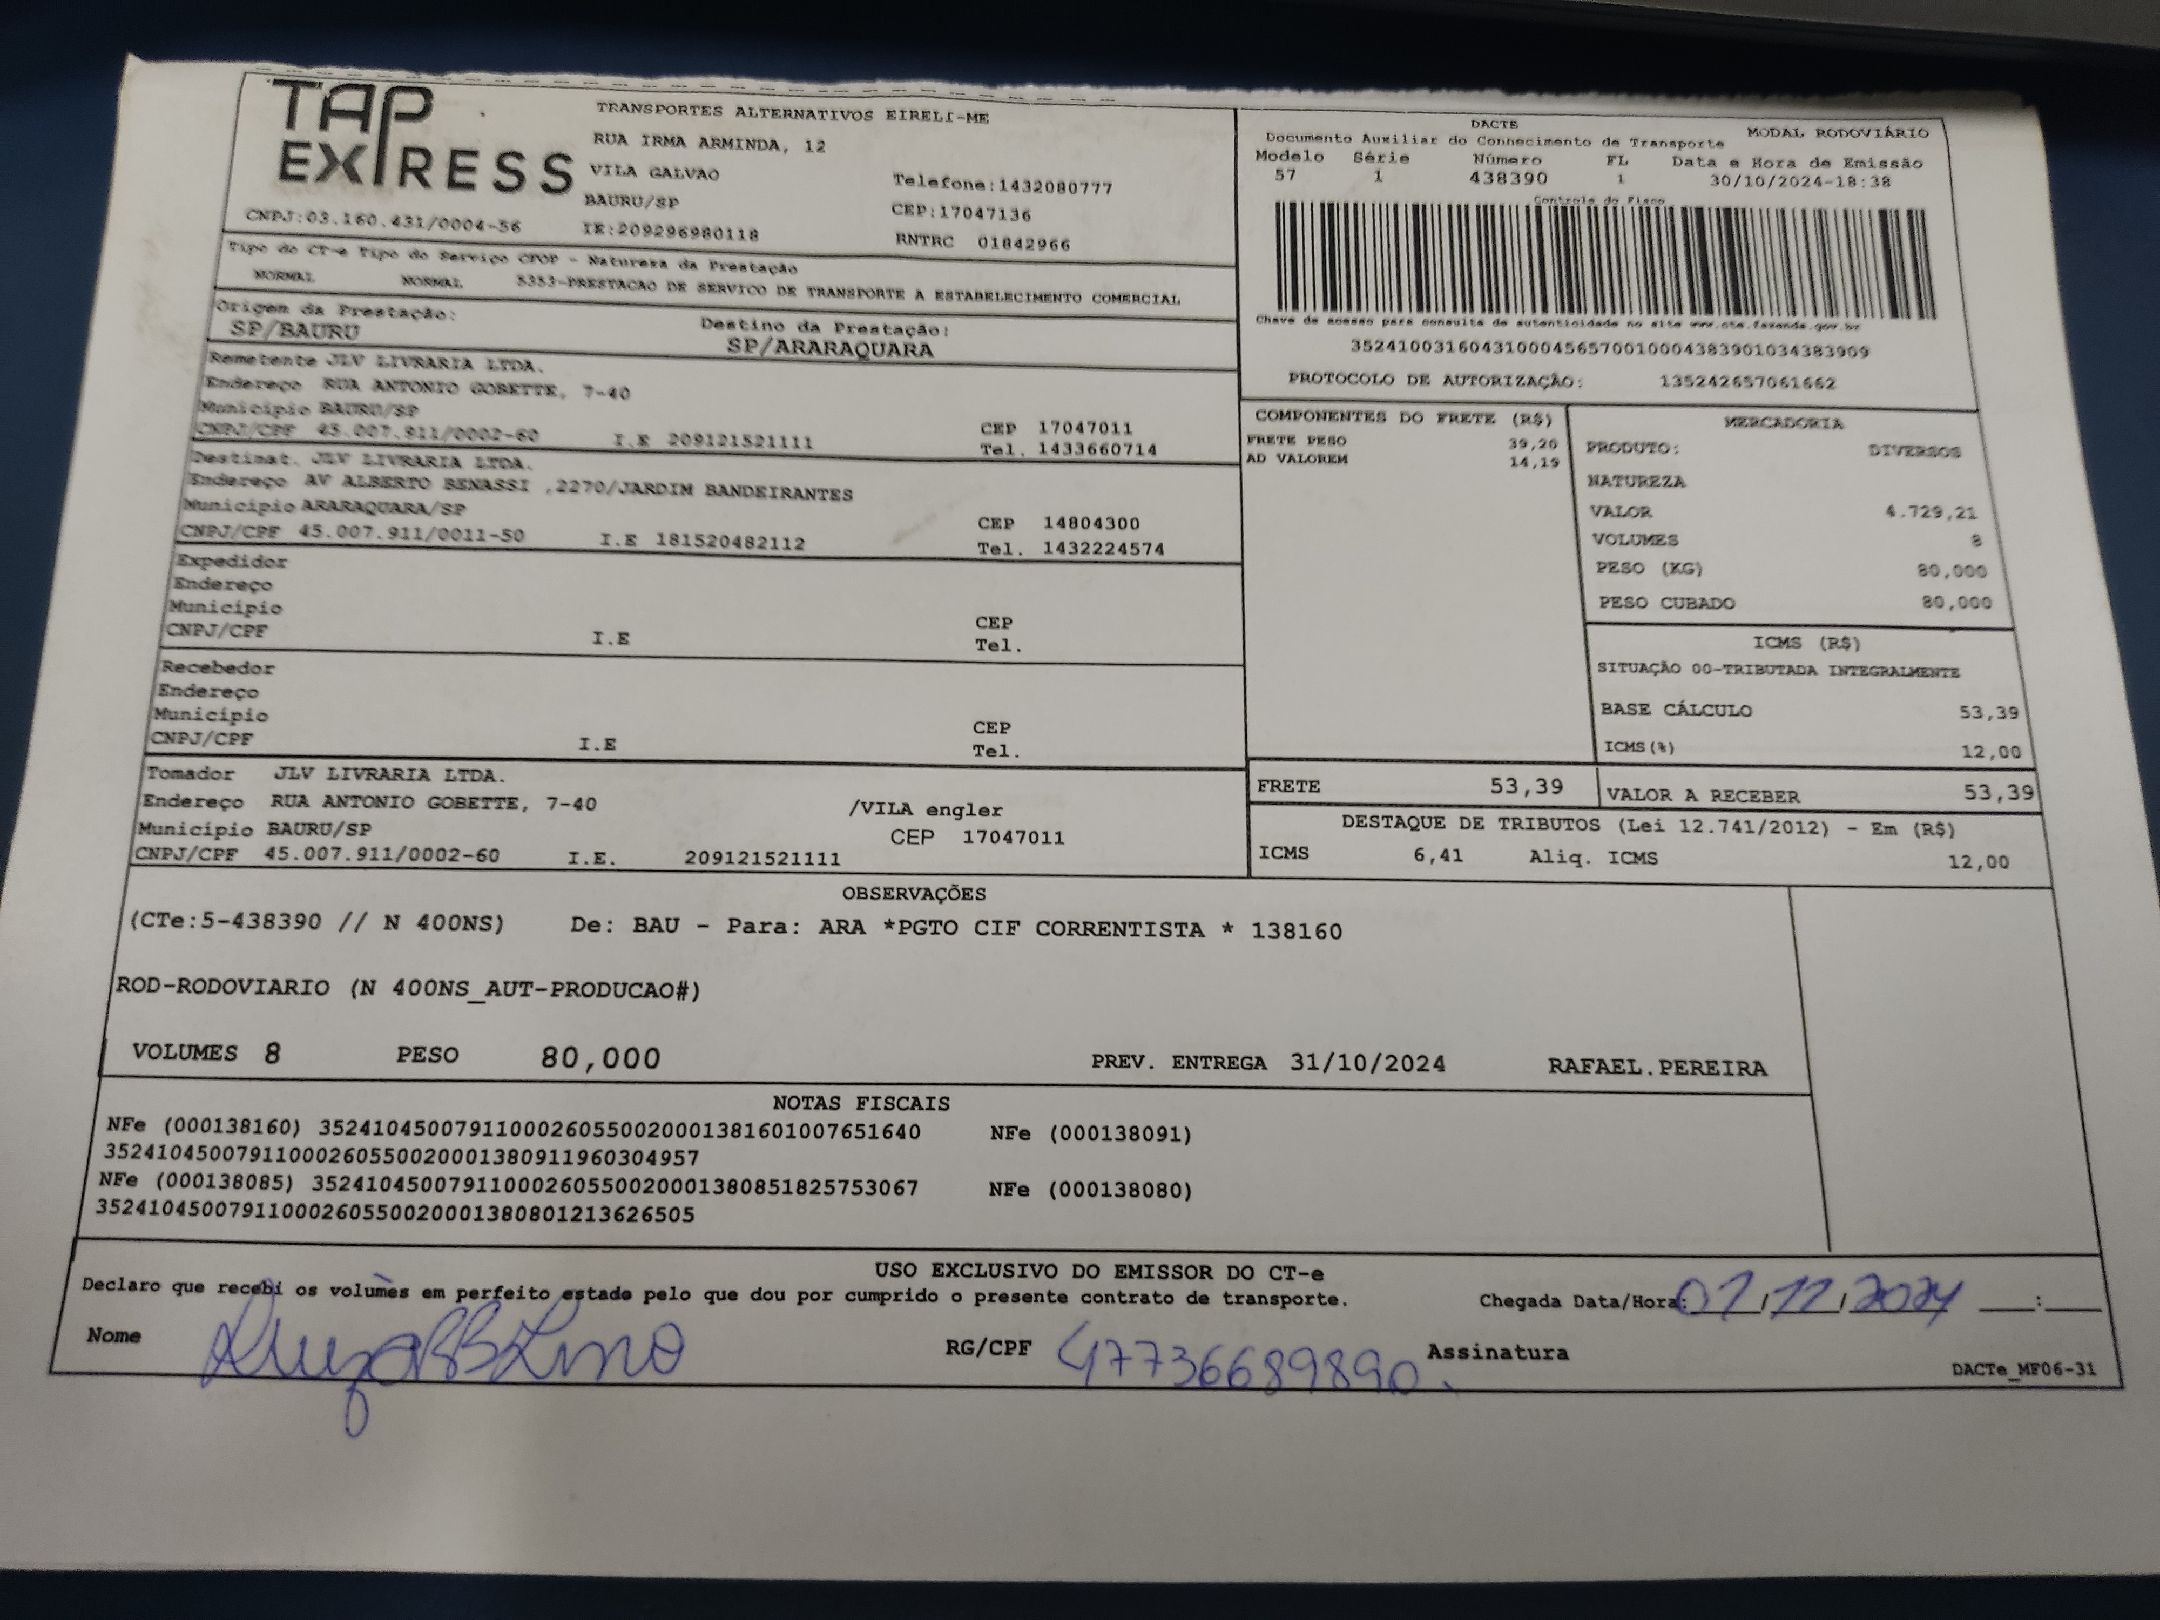 TAP EXPRESS
TRANSPORTES ALTERNATIVOS EIRELI-ME
RUA IRMA ARMINDA, 12
VILA GALVAO
Telefone:1432080777
BAURU/SP
CEP:17047136
CNPJ:03.160.431/0004-56
IE:209296980118
RNTRC 01842966
Tipo do CT-e Tipo do Serviço CFOP - Natureza da Prestação
NORMAL NORMAL 5353-PRESTACAO DE SERVICO DE TRANSPORTE A ESTABELECIMENTO COMERCIAL
Origem da Prestação: Destino da Prestação:
SP/BAURU SP/ARARAQUARA
DACTE MODAL RODOVIÁRIO
Documento Auxiliar do Conhecimento de Transporte
Modelo Série Número FL Data e Hora de Emissão
57 1 438390 1 30/10/2024-18:38
Controle do Fisco
Chave de acesso para consulta de autenticidade no site www.cte.fazenda.gov.br
35241003160431000456570010004383901034383909
PROTOCOLO DE AUTORIZAÇÃO: 135242657061662
Remetente JLV LIVRARIA LTDA.
Endereço RUA ANTONIO GOBETTE, 7-40
Município BAURU/SP CEP 17047011
CNPJ/CPF 45.007.911/0002-60 I.E 209121521111 Tel. 1433660714
Destinat. JLV LIVRARIA LTDA.
Endereço AV ALBERTO BENASSI ,2270/JARDIM BANDEIRANTES
Município ARARAQUARA/SP CEP 14804300
CNPJ/CPF 45.007.911/0011-50 I.E 181520482112 Tel. 1432224574
Expedidor
Endereço
Município CEP
CNPJ/CPF I.E Tel.
Recebedor
Endereço
Município CEP
CNPJ/CPF I.E Tel.
Tomador JLV LIVRARIA LTDA.
Endereço RUA ANTONIO GOBETTE, 7-40 /VILA engler
Município BAURU/SP CEP 17047011
CNPJ/CPF 45.007.911/0002-60 I.E. 209121521111
COMPONENTES DO FRETE (R$)
FRETE PESO 39,20
AD VALOREM 14,19
MERCADORIA
PRODUTO: DIVERSOS
NATUREZA
VALOR 4.729,21
VOLUMES 8
PESO (KG) 80,000
PESO CUBADO 80,000
ICMS (R$)
SITUAÇÃO 00-TRIBUTADA INTEGRALMENTE
BASE CÁLCULO 53,39
ICMS(%) 12,00
FRETE 53,39 VALOR A RECEBER 53,39
DESTAQUE DE TRIBUTOS (Lei 12.741/2012) - Em (R$)
ICMS 6,41 Aliq. ICMS 12,00
OBSERVAÇÕES
(CTe:5-438390 // N 400NS) De: BAU - Para: ARA *PGTO CIF CORRENTISTA * 138160
ROD-RODOVIARIO (N 400NS_AUT-PRODUCAO#)
VOLUMES 8 PESO 80,000 PREV. ENTREGA 31/10/2024 RAFAEL.PEREIRA
NOTAS FISCAIS
NFe (000138160) 35241045007911000260550020001381601007651640 NFe (000138091)
35241045007911000260550020001380911960304957
NFe (000138085) 35241045007911000260550020001380851825753067 NFe (000138080)
35241045007911000260550020001380801213626505
USO EXCLUSIVO DO EMISSOR DO CT-e
Declaro que recebi os volumes em perfeito estado pelo que dou por cumprido o presente contrato de transporte. Chegada Data/Hora: 01/11/2024 ___:___
Nome RG/CPF 47736689890. Assinatura
DACTe_MF06-31